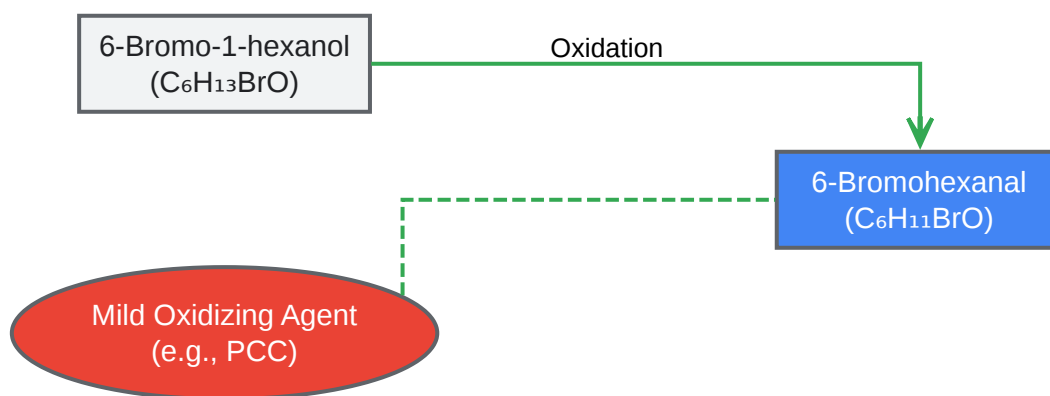 6-Bromo-1-hexanol
(C₆H₁₃BrO)
Oxidation
6-Bromohexanal
(C₆H₁₁BrO)
Mild Oxidizing Agent
(e.g., PCC)